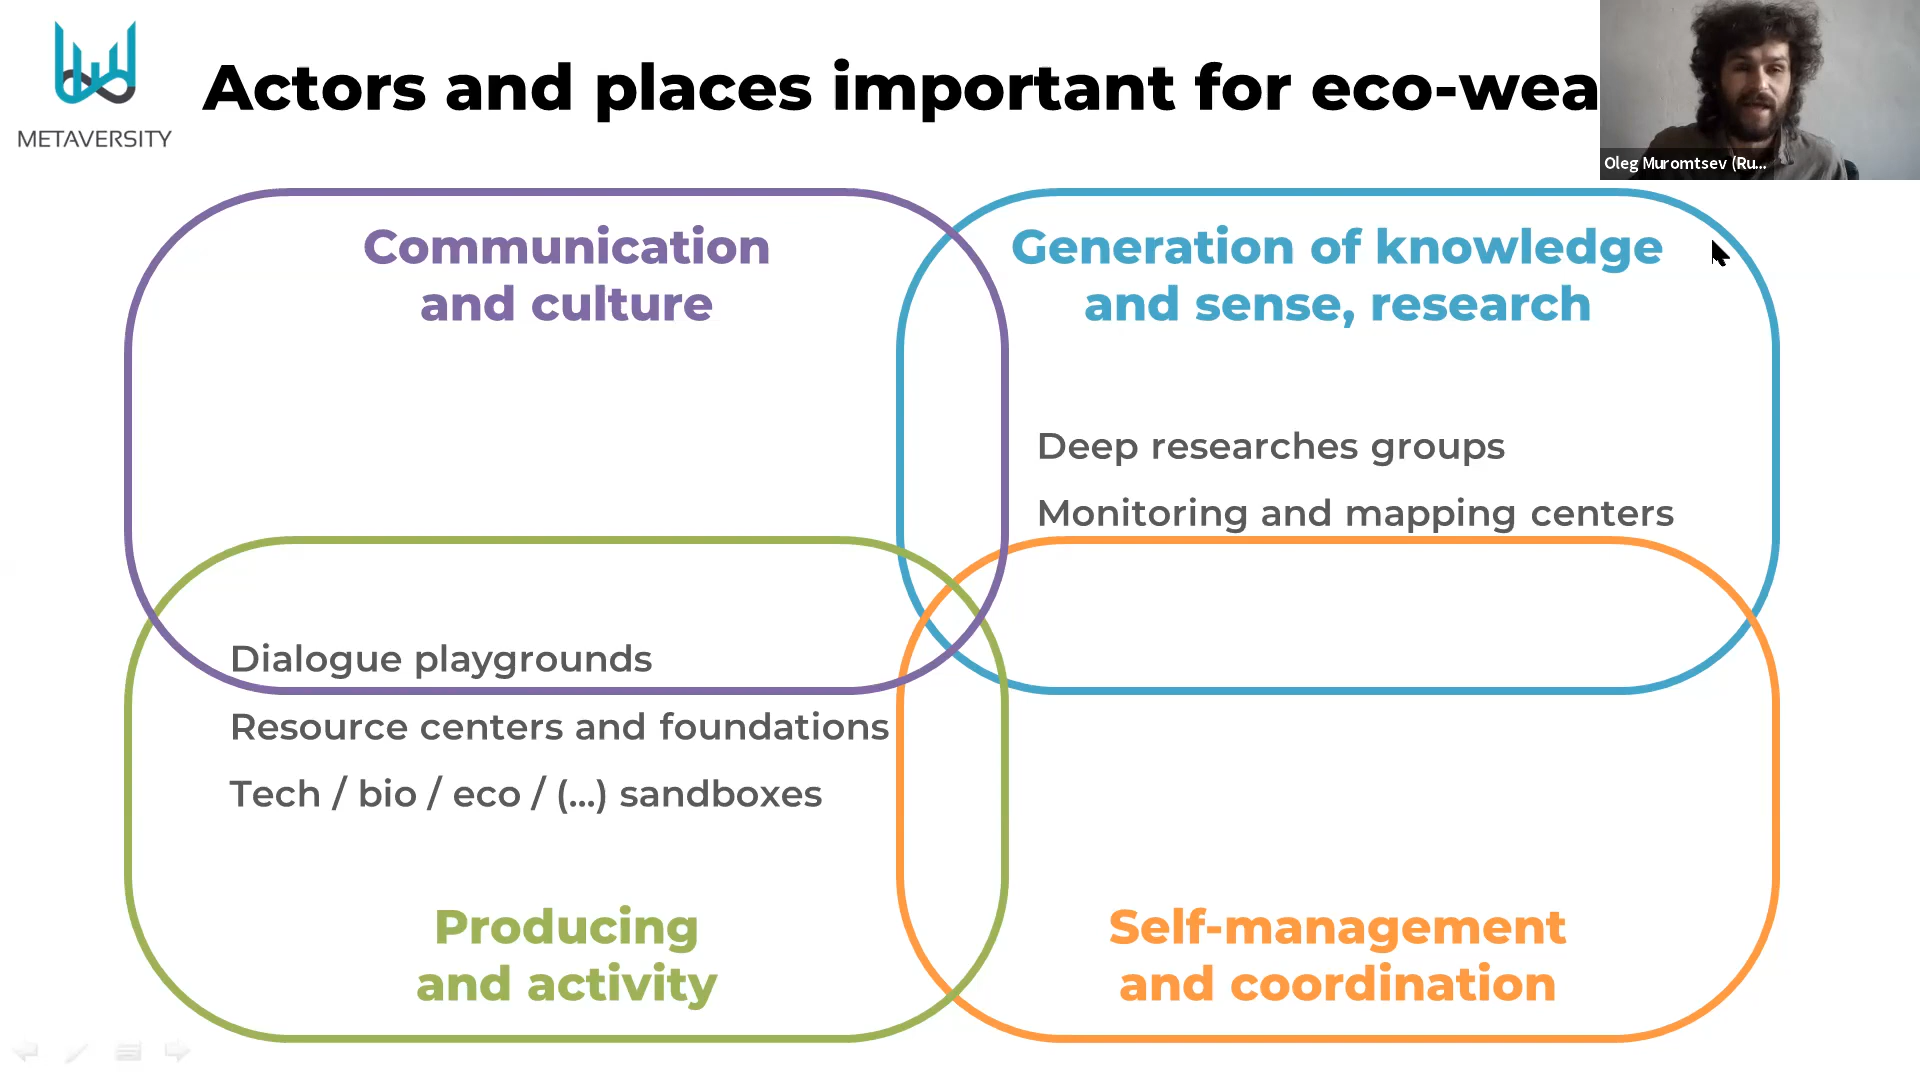 METAVERSITY
Actors and places important for eco-wea
Oleg Muromtsev (Ru...
Communication
and culture
Generation of knowledge
and sense, research
Deep researches groups
Monitoring and mapping centers
Dialogue playgrounds
Resource centers and foundations
Tech / bio / eco / (...) sandboxes
Producing
and activity
Self-management
and coordination